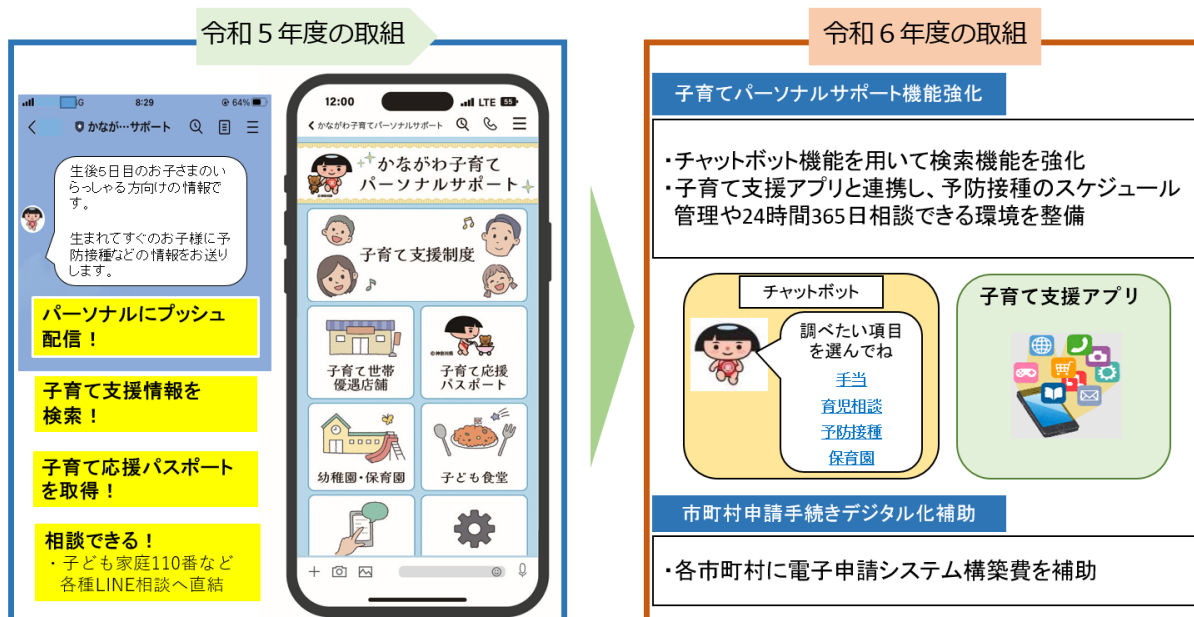 令和５年度の取組
G 8:29 64%
かなが…サポート
生後5日目のお子さまのい
らっしゃる方向けの情報で
す。
生まれてすぐのお子様に予
防接種などの情報をお送り
します。
パーソナルにプッシュ
配信！
子育て支援情報を
検索！
子育て応援パスポート
を取得！
相談できる！
・子ども家庭110番など
各種LINE相談へ直結
12:00 LTE 55
かながわ子育てパーソナルサポート
かながわ子育て
パーソナルサポート
子育て支援制度
子育て世帯
優遇店舗
©神奈川県
子育て応援
パスポート
幼稚園・保育園
子ども食堂
令和６年度の取組
子育てパーソナルサポート機能強化
・チャットボット機能を用いて検索機能を強化
・子育て支援アプリと連携し、予防接種のスケジュール
管理や24時間365日相談できる環境を整備
チャットボット
調べたい項目
を選んでね
手当
育児相談
予防接種
保育園
子育て支援アプリ
市町村申請手続きデジタル化補助
・各市町村に電子申請システム構築費を補助